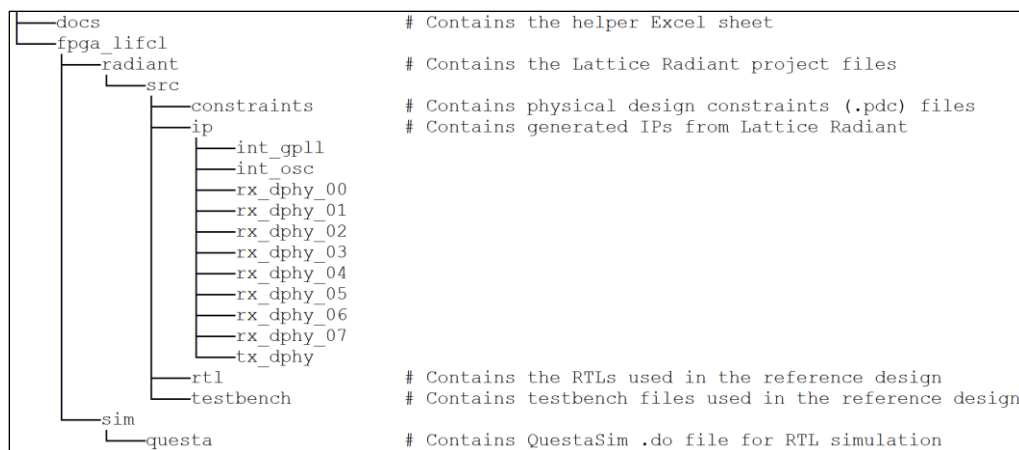 docs # Contains the helper Excel sheet
fpga_lifcl
radiant # Contains the Lattice Radiant project files
src
constraints # Contains physical design constraints (.pdc) files
ip # Contains generated IPs from Lattice Radiant
int_gpll
int_osc
rx_dphy_00
rx_dphy_01
rx_dphy_02
rx_dphy_03
rx_dphy_04
rx_dphy_05
rx_dphy_06
rx_dphy_07
tx_dphy
rtl # Contains the RTLs used in the reference design
testbench # Contains testbench files used in the reference design
sim
questa # Contains QuestaSim .do file for RTL simulation